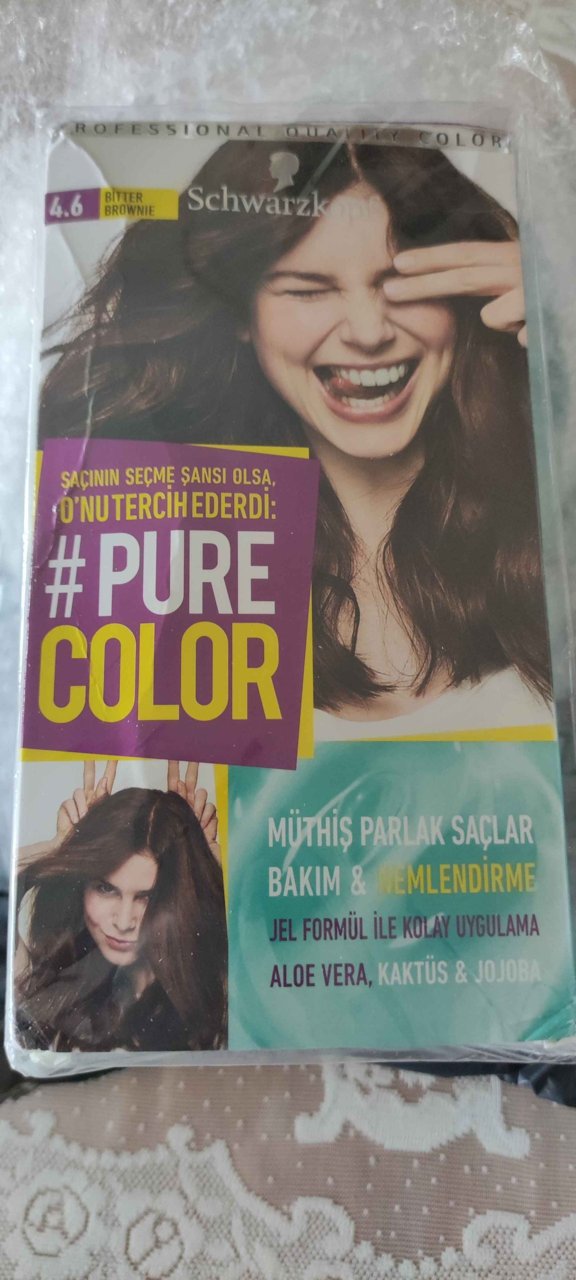 PROFESSIONAL QUALITY COLOR
4.6 BITTER
BROWNIE
Schwarzkopf
SAÇININ SEÇME ŞANSI OLSA,
O'NU TERCİH EDERDİ:
# PURE
COLOR
MÜTHİŞ PARLAK SAÇLAR
BAKIM & NEMLENDİRME
JEL FORMÜL İLE KOLAY UYGULAMA
ALOE VERA, KAKTÜS & JOJOBA